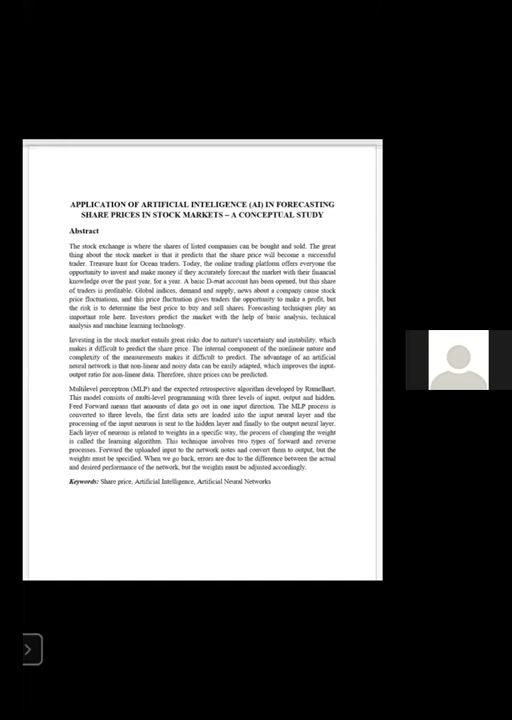 APPLICATION OF ARTIFICIAL INTELIGENCE (AI) IN FORECASTING
SHARE PRICES IN STOCK MARKETS – A CONCEPTUAL STUDY
Abstract
The stock exchange is where the shares of listed companies can be bought and sold. The great
thing about the stock market is that it predicts that the share price will become a successful
trader. Treasure hunt for Ocean traders. Today, the online trading platform offers everyone the
opportunity to invest and make money if they accurately forecast the market with their financial
knowledge over the past year, for a year. A basic D-mat account has been opened, but this share
of traders is profitable. Global indices, demand and supply, news about a company cause stock
price fluctuations, and this price fluctuation gives traders the opportunity to make a profit, but
the risk is to determine the best price to buy and sell shares. Forecasting techniques play an
important role here. Investors predict the market with the help of basic analysis, technical
analysis and machine learning technology.
Investing in the stock market entails great risks due to nature's uncertainty and instability, which
makes it difficult to predict the share price. The internal component of the nonlinear nature and
complexity of the measurements makes it difficult to predict. The advantage of an artificial
neural network is that non-linear and noisy data can be easily adapted, which improves the input-
output ratio for non-linear data. Therefore, share prices can be predicted.
Multilevel perceptron (MLP) and the expected retrospective algorithm developed by Rumelhart.
This model consists of multi-level programming with three levels of input, output and hidden.
Feed Forward means that amounts of data go out in one input direction. The MLP process is
converted to three levels, the first data sets are loaded into the input neural layer and the
processing of the input neurons is sent to the hidden layer and finally to the output neural layer.
Each layer of neurons is related to weights in a specific way, the process of changing the weight
is called the learning algorithm. This technique involves two types of forward and reverse
processes. Forward the uploaded input to the network notes and convert them to output, but the
weights must be specified. When we go back, errors are due to the difference between the actual
and desired performance of the network, but the weights must be adjusted accordingly.
Keywords: Share price, Artificial Intelligence, Artificial Neural Networks